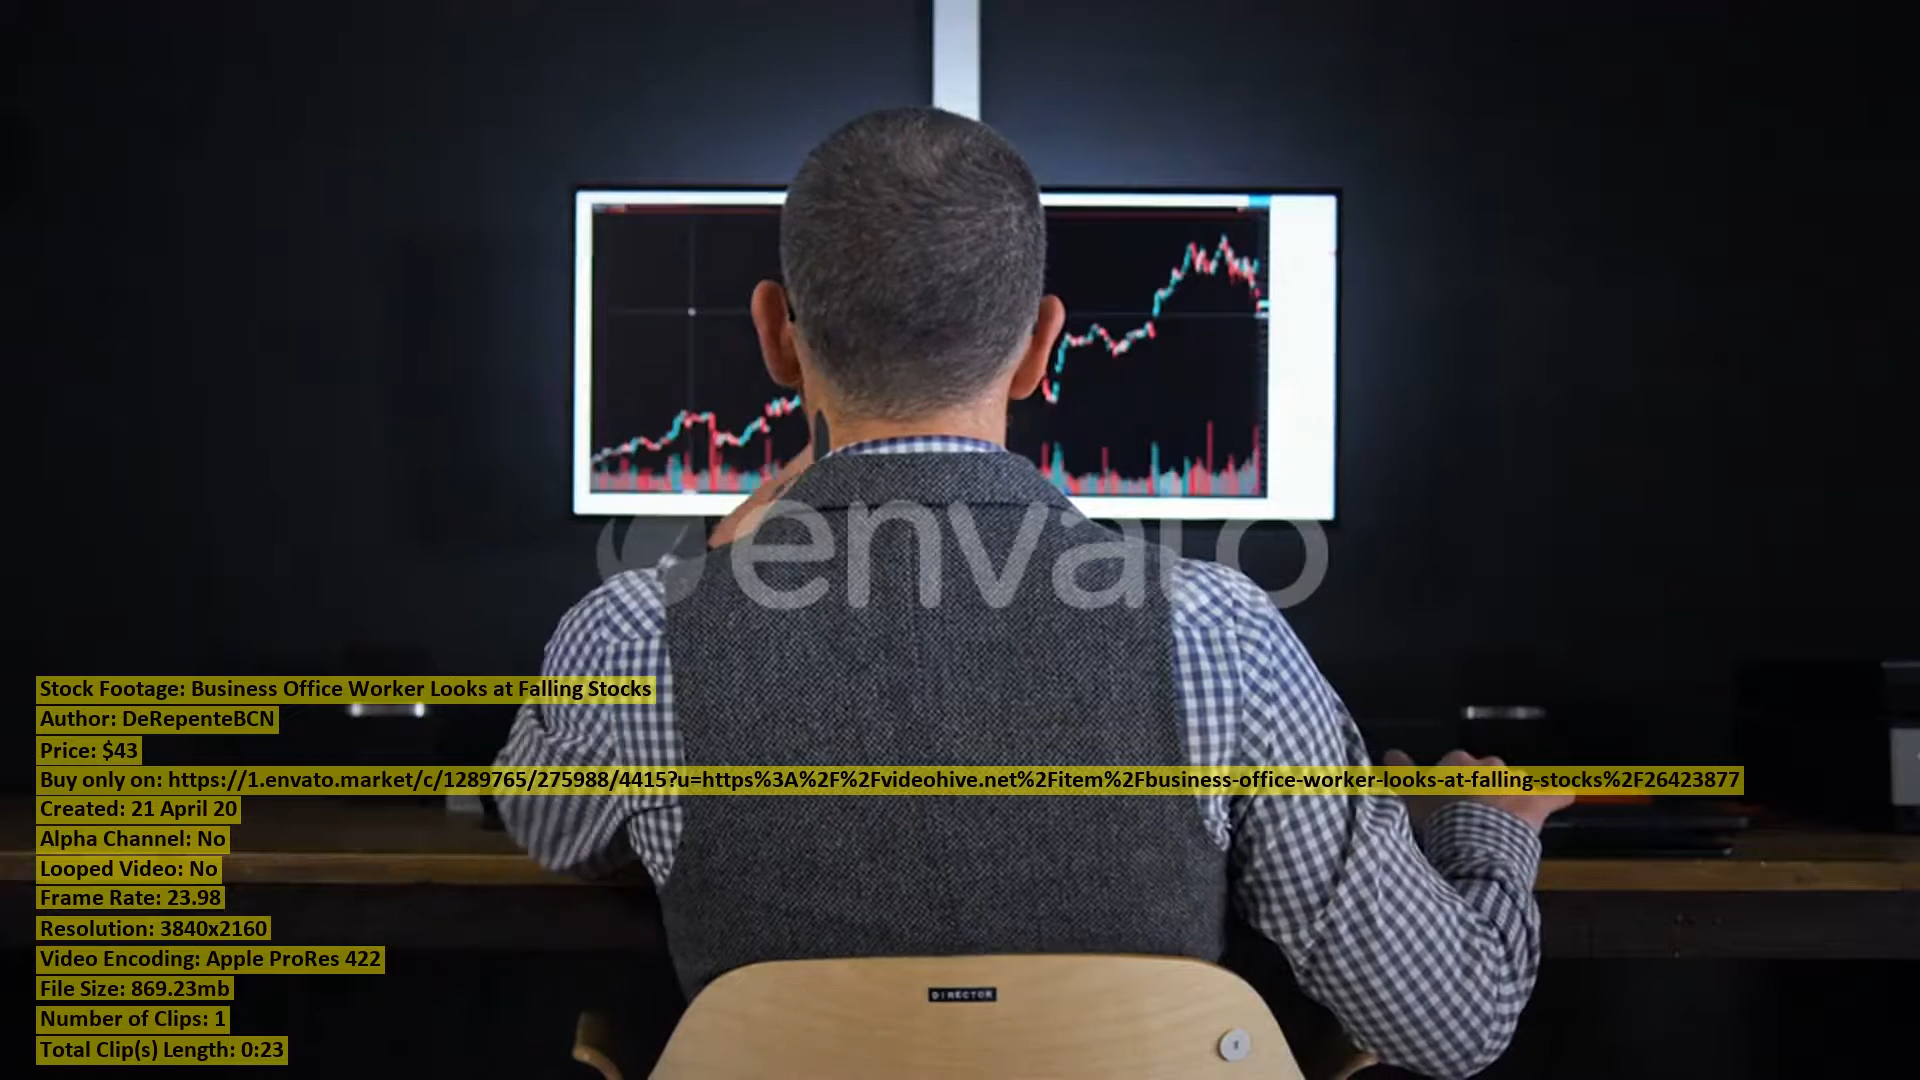 envato
Stock Footage: Business Office Worker Looks at Falling Stocks
Author: DeRepenteBCN
Price: $43
Buy only on: https://1.envato.market/c/1289765/275988/4415?u=https%3A%2F%2Fvideohive.net%2Fitem%2Fbusiness-office-worker-looks-at-falling-stocks%2F26423877
Created: 21 April 20
Alpha Channel: No
Looped Video: No
Frame Rate: 23.98
Resolution: 3840x2160
Video Encoding: Apple ProRes 422
File Size: 869.23mb
DIRECTOR
Number of Clips: 1
Total Clip(s) Length: 0:23